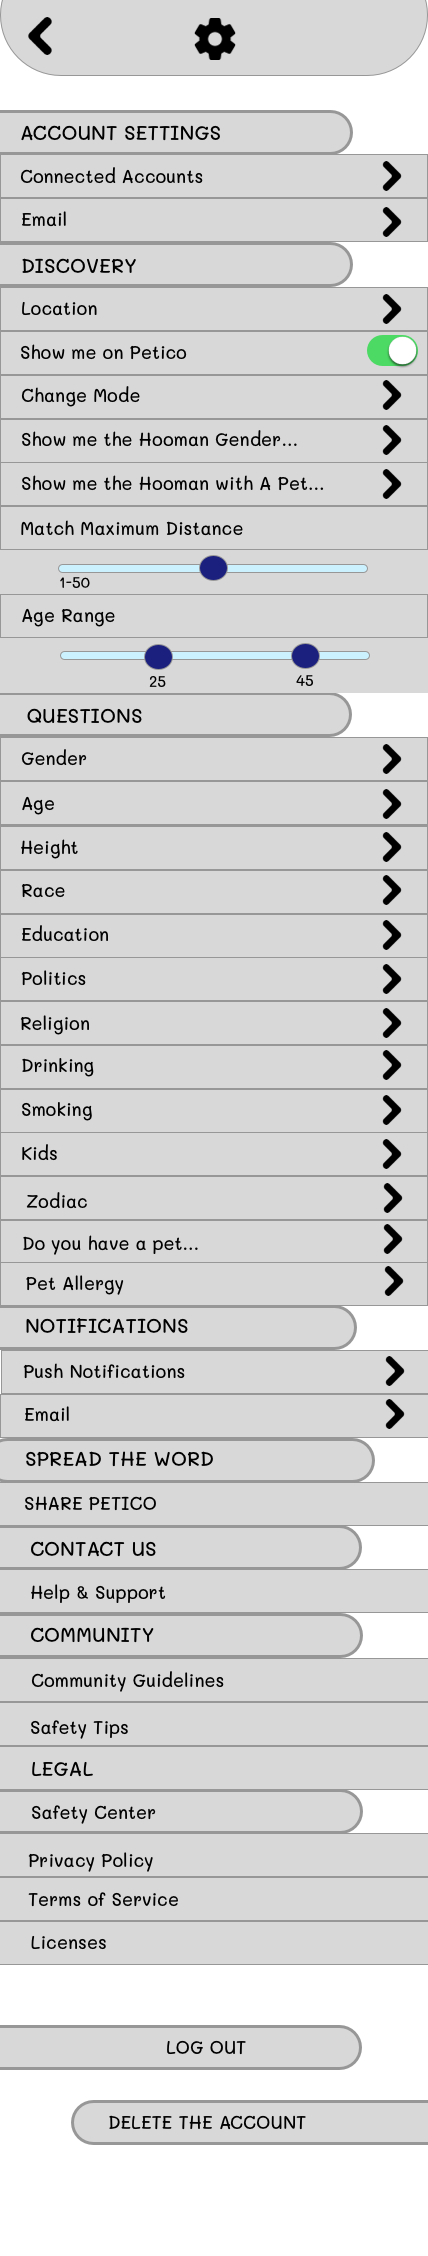 ACCOUNT SETTINGS
Connected Accounts
Email
DISCOVERY
Location
Show me on Petico
Change Mode
Show me the Hooman Gender...
Show me the Hooman with A Pet...
Match Maximum Distance
1-50
Age Range
25 45
QUESTIONS
Gender
Age
Height
Race
Education
Politics
Religion
Drinking
Smoking
Kids
Zodiac
Do you have a pet...
Pet Allergy
NOTIFICATIONS
Push Notifications
Email
SPREAD THE WORD
SHARE PETICO
CONTACT US
Help & Support
COMMUNITY
Community Guidelines
Safety Tips
LEGAL
Safety Center
Privacy Policy
Terms of Service
Licenses
LOG OUT
DELETE THE ACCOUNT